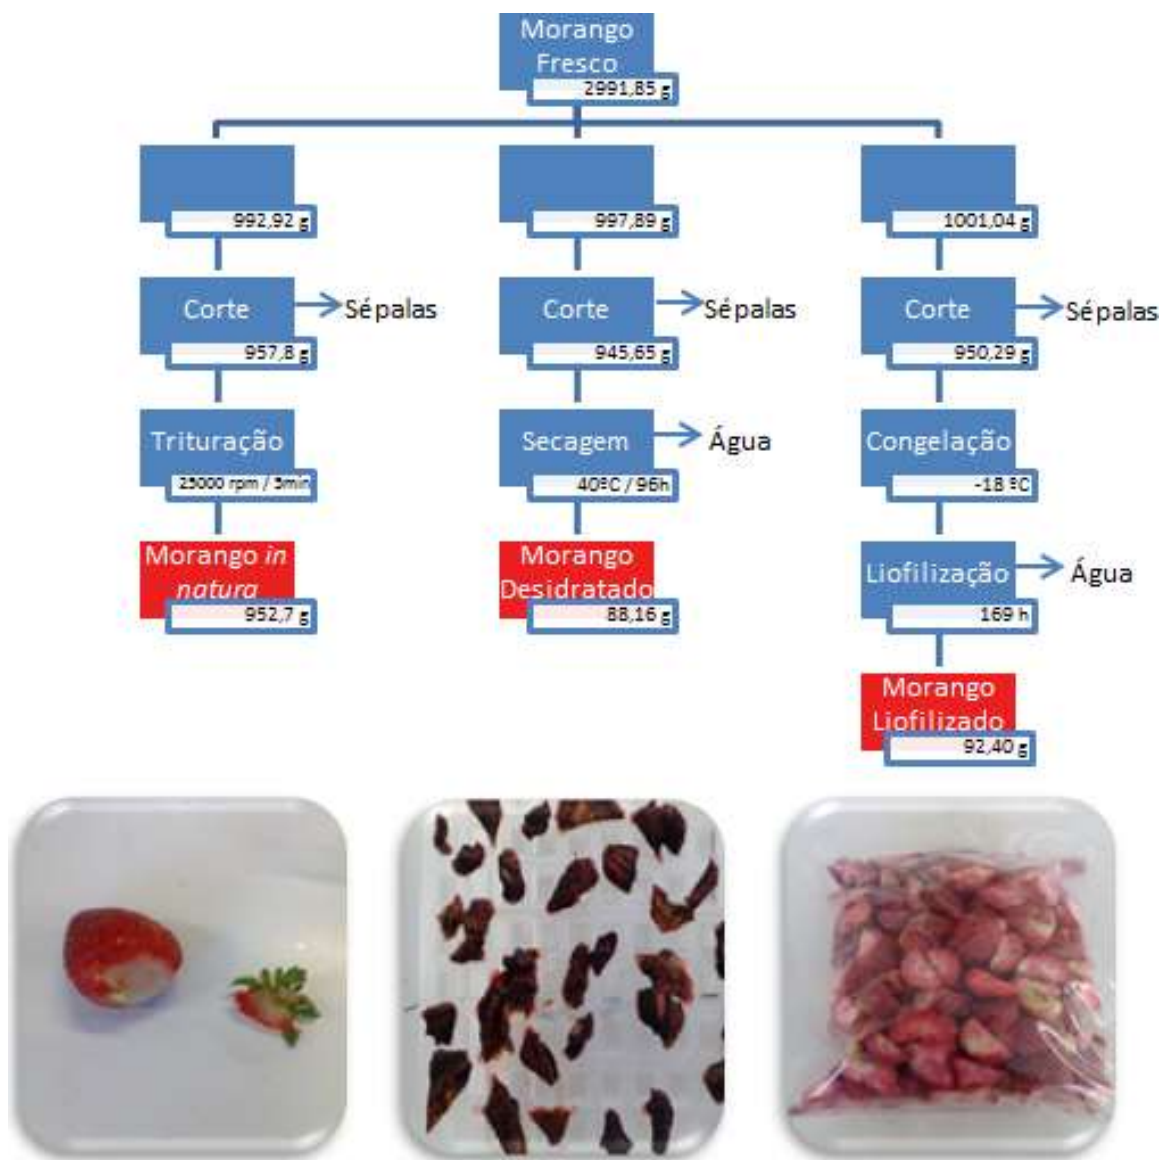 Morango
Fresco
2991,85 g
992,92 g
997,89 g
1001,04 g
Corte
Sépalas
957,8 g
Corte
Sépalas
945,65 g
Corte
Sépalas
950,29 g
Trituração
25000 rpm / 5min
Secagem
Água
40ºC / 96h
Congelação
-18 ºC
Morango in
natura
952,7 g
Morango
Desidratado
88,16 g
Liofilização
Água
169 h
Morango
Liofilizado
92,40 g